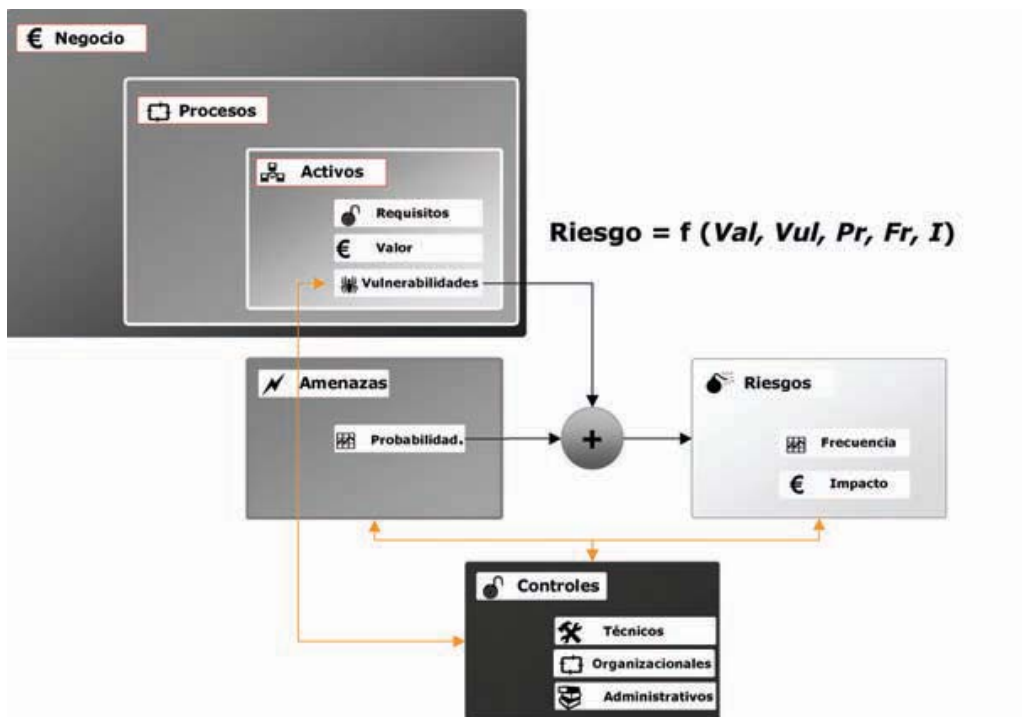 € Negocio
Procesos
Activos
Requisitos
€ Valor
Vulnerabilidades
Riesgo = f (Val, Vul, Pr, Fr, I)
Amenazas
Probabilidad.
+
Riesgos
Frecuencia
€ Impacto
Controles
Técnicos
Organizacionales
Administrativos